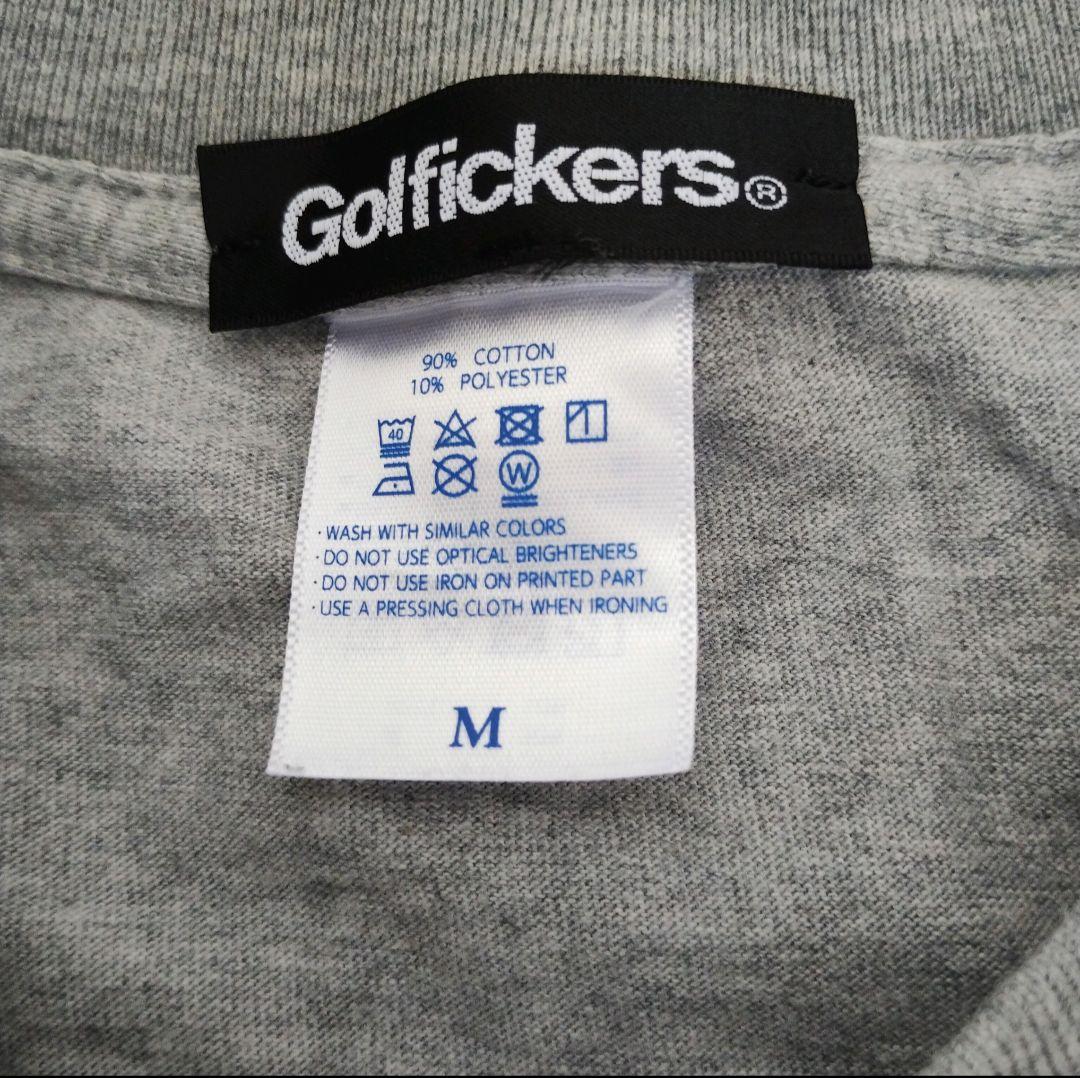 Golfickers®
90% COTTON
10% POLYESTER
40
W
· WASH WITH SIMILAR COLORS
· DO NOT USE OPTICAL BRIGHTENERS
· DO NOT USE IRON ON PRINTED PART
· USE A PRESSING CLOTH WHEN IRONING
M